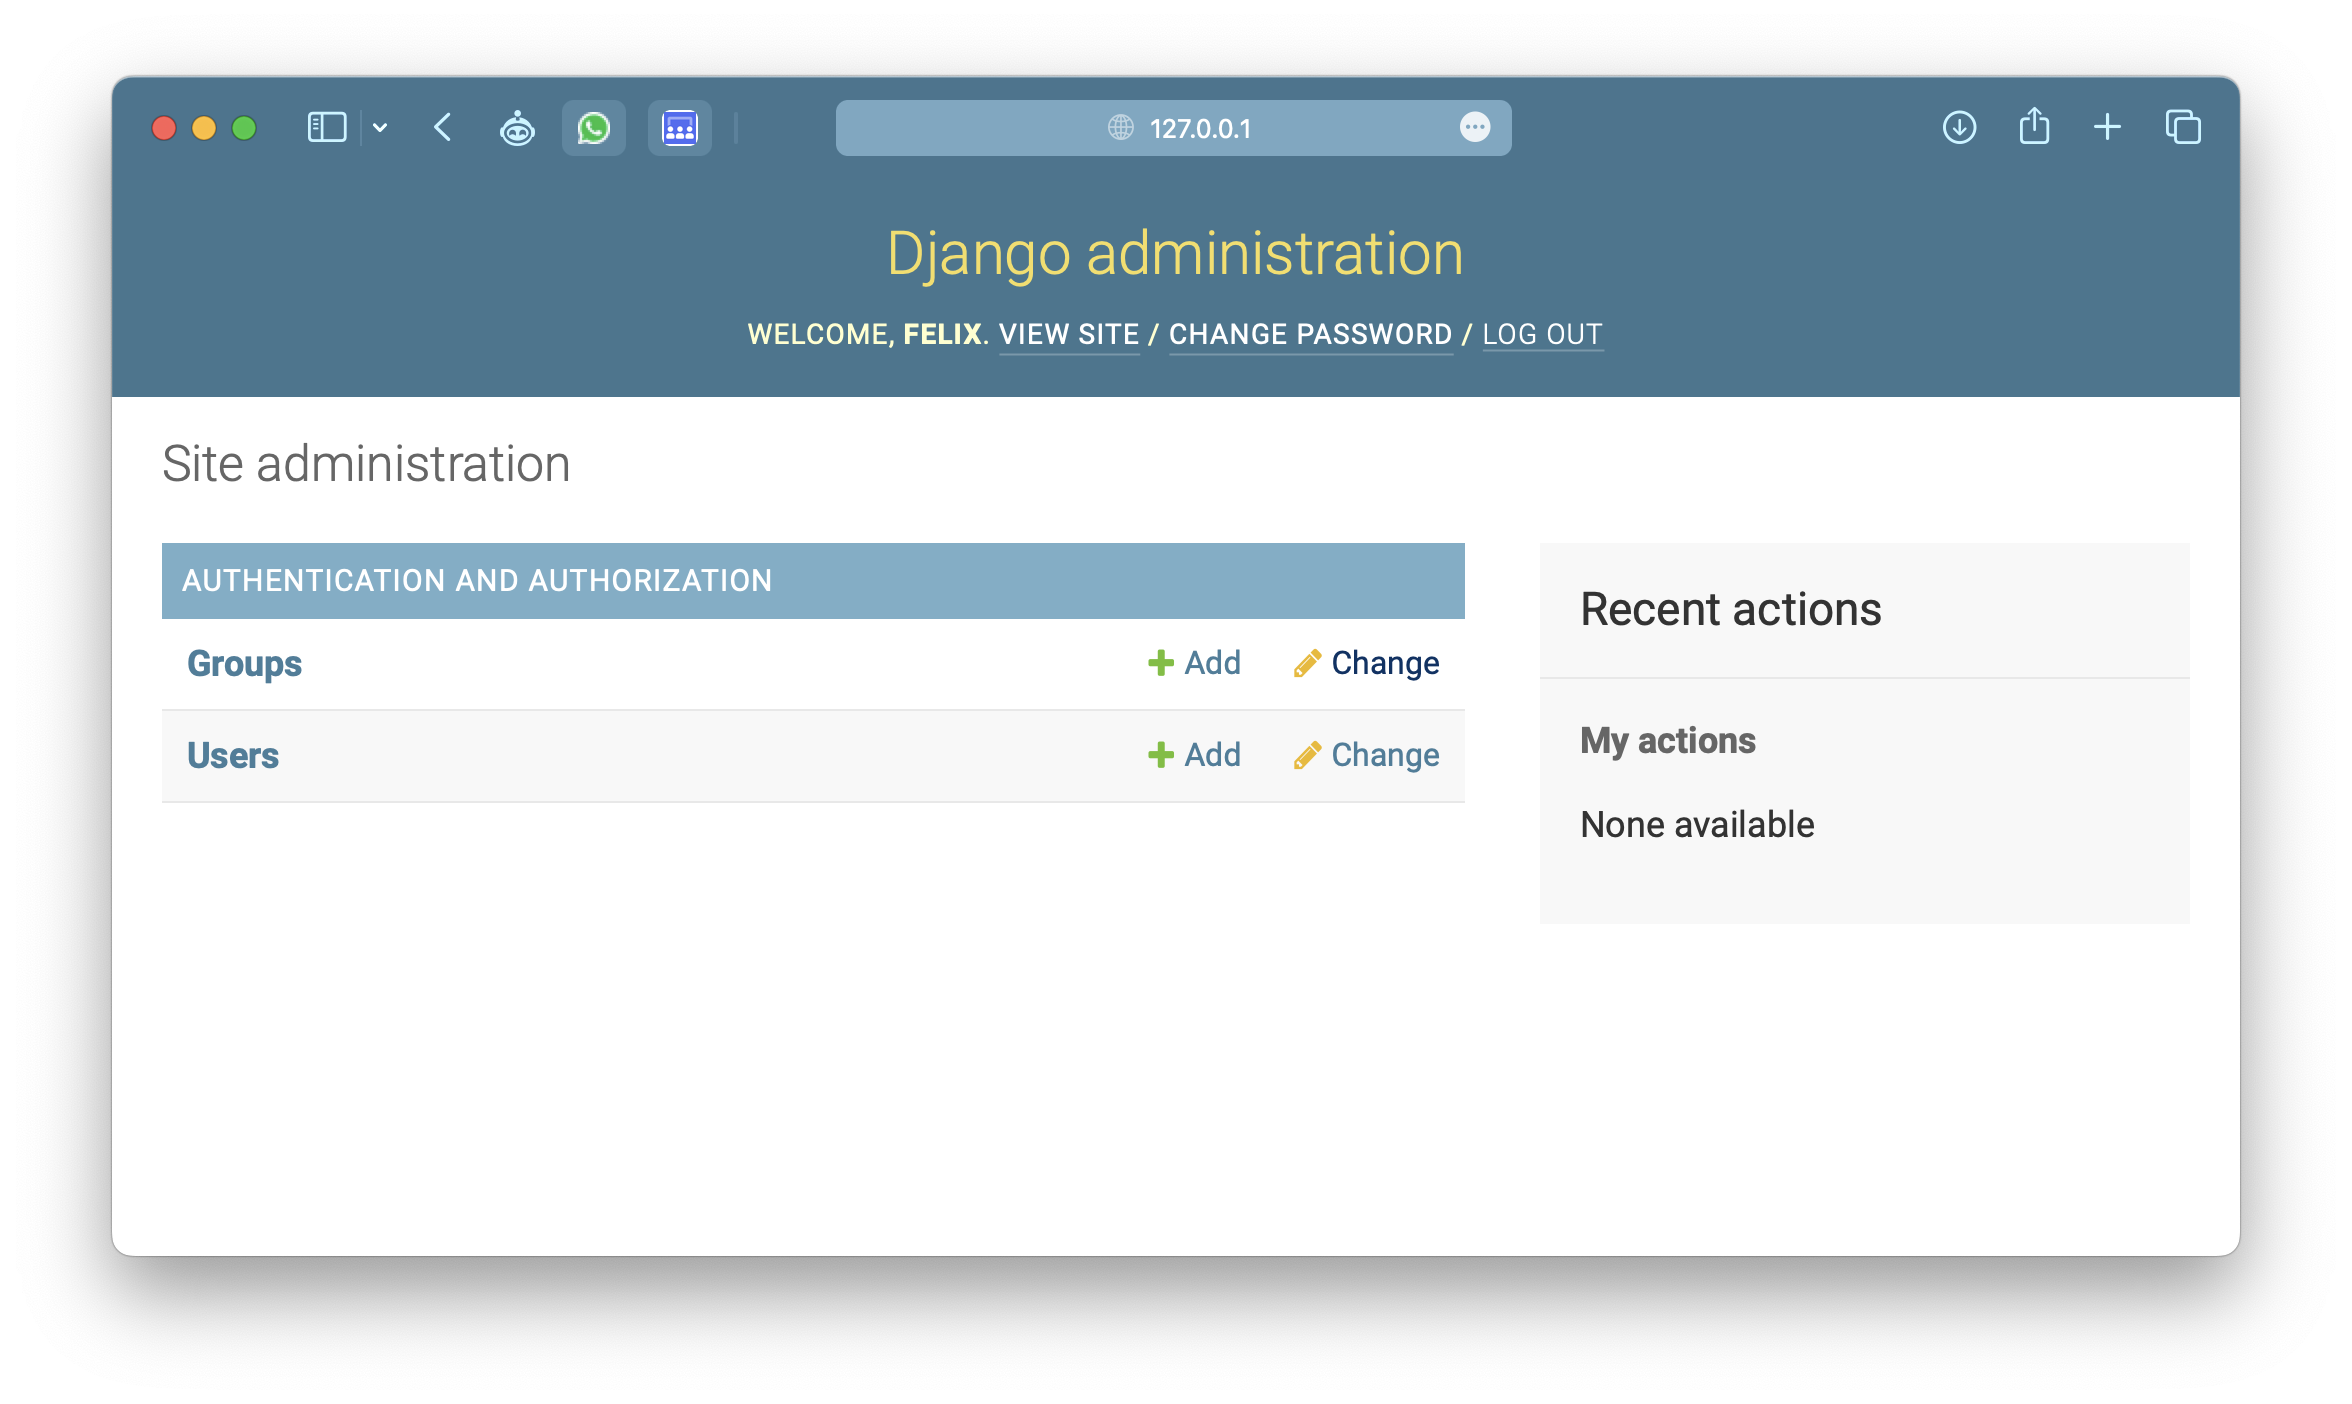 127.0.0.1
Django administration
WELCOME, FELIX. VIEW SITE / CHANGE PASSWORD / LOG OUT
Site administration
AUTHENTICATION AND AUTHORIZATION
Groups Add Change
Users Add Change
Recent actions
My actions
None available